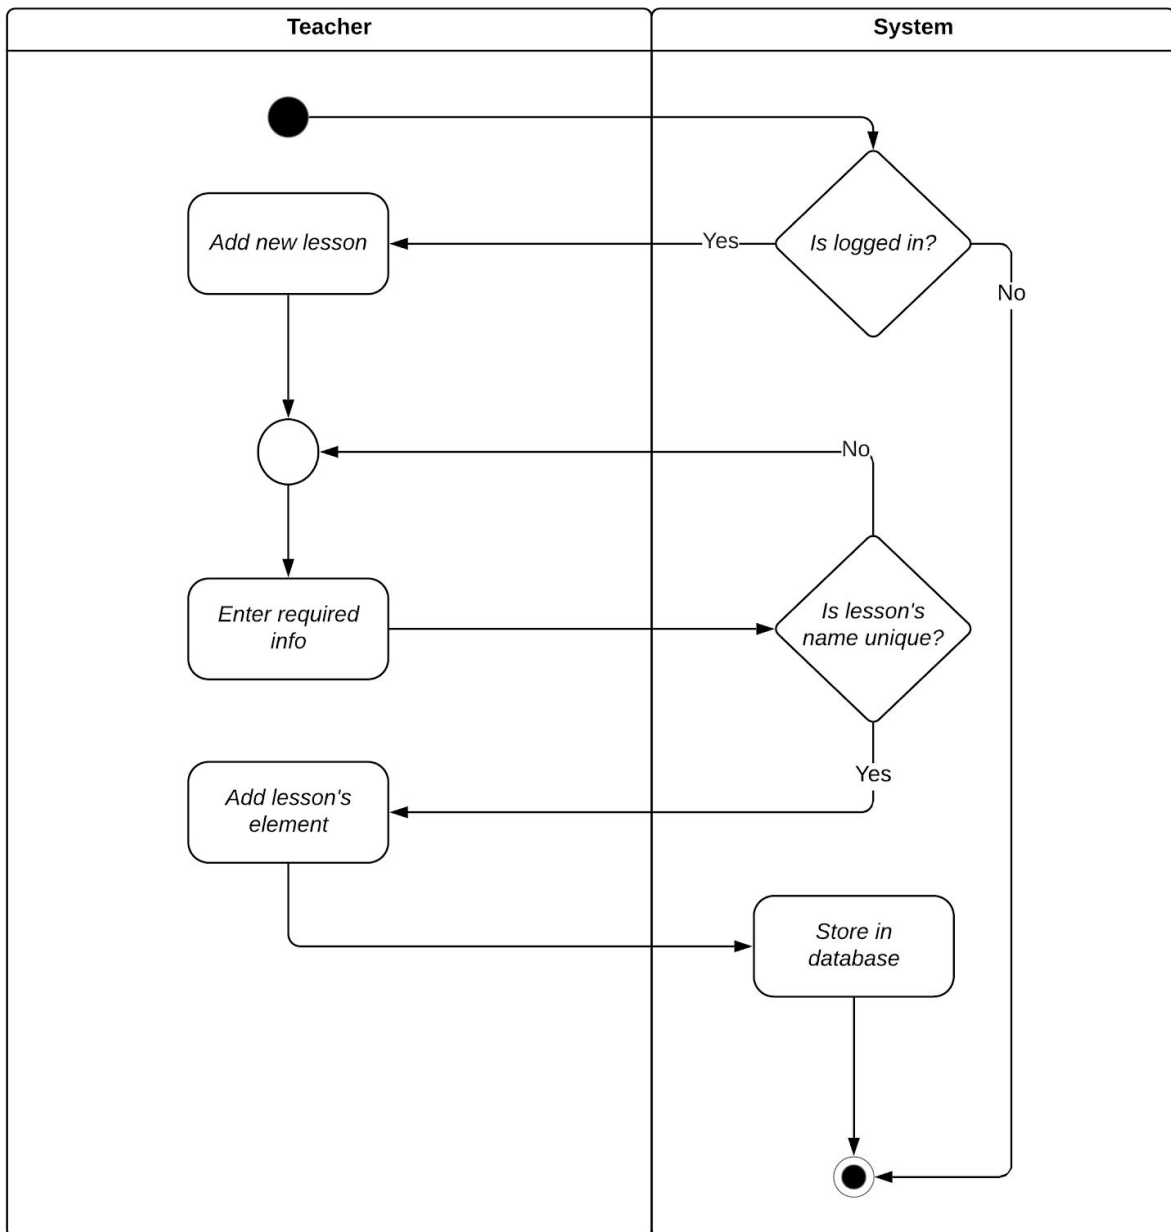 Teacher
System
Add new lesson
Yes
Is logged in?
No
No
Enter required
info
Is lesson's
name unique?
Yes
Add lesson's
element
Store in
database